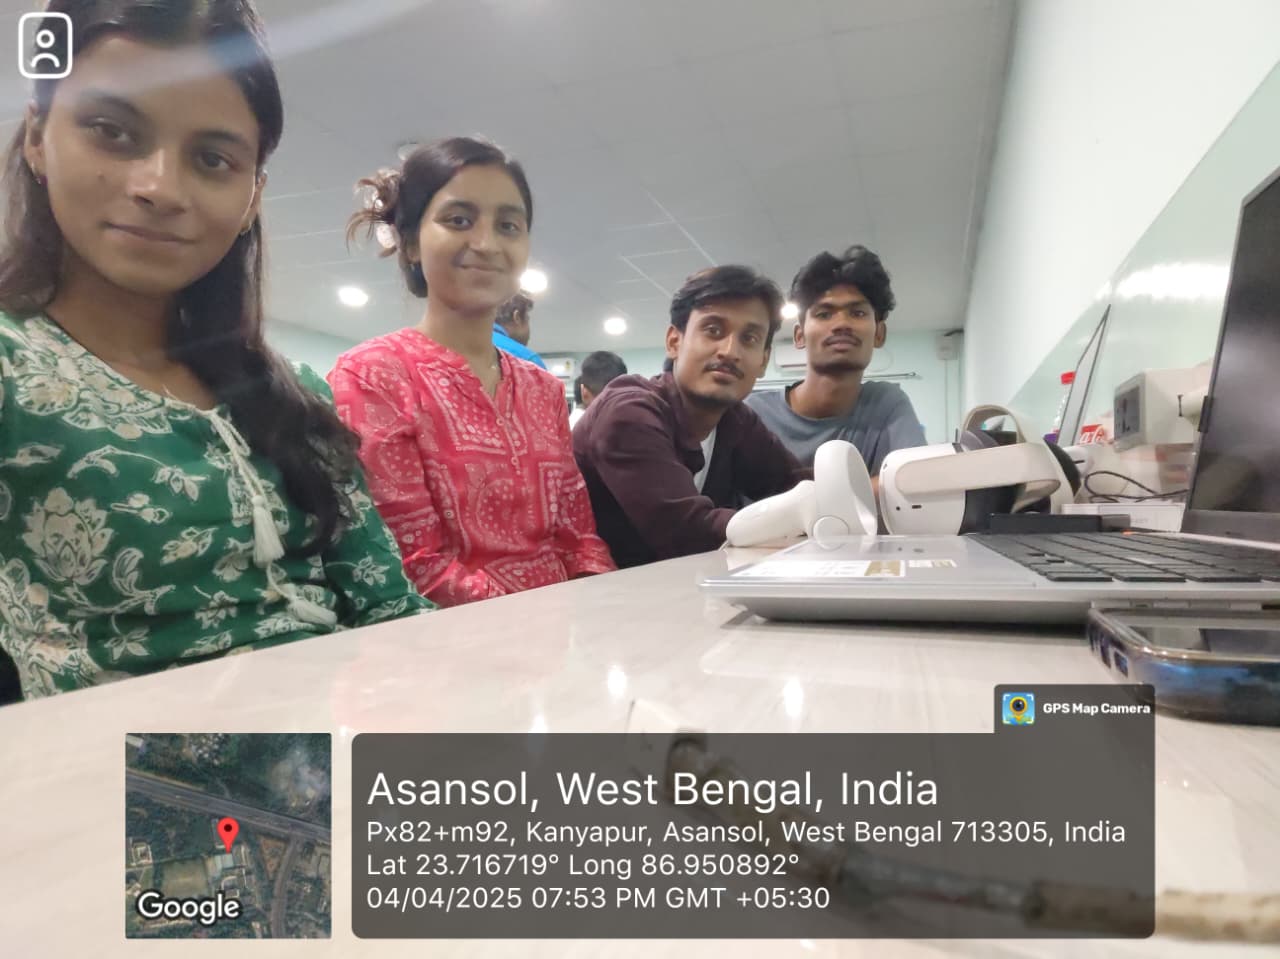 GPS Map Camera
Asansol, West Bengal, India
Px82+m92, Kanyapur, Asansol, West Bengal 713305, India
Lat 23.716719° Long 86.950892°
04/04/2025 07:53 PM GMT +05:30
Google